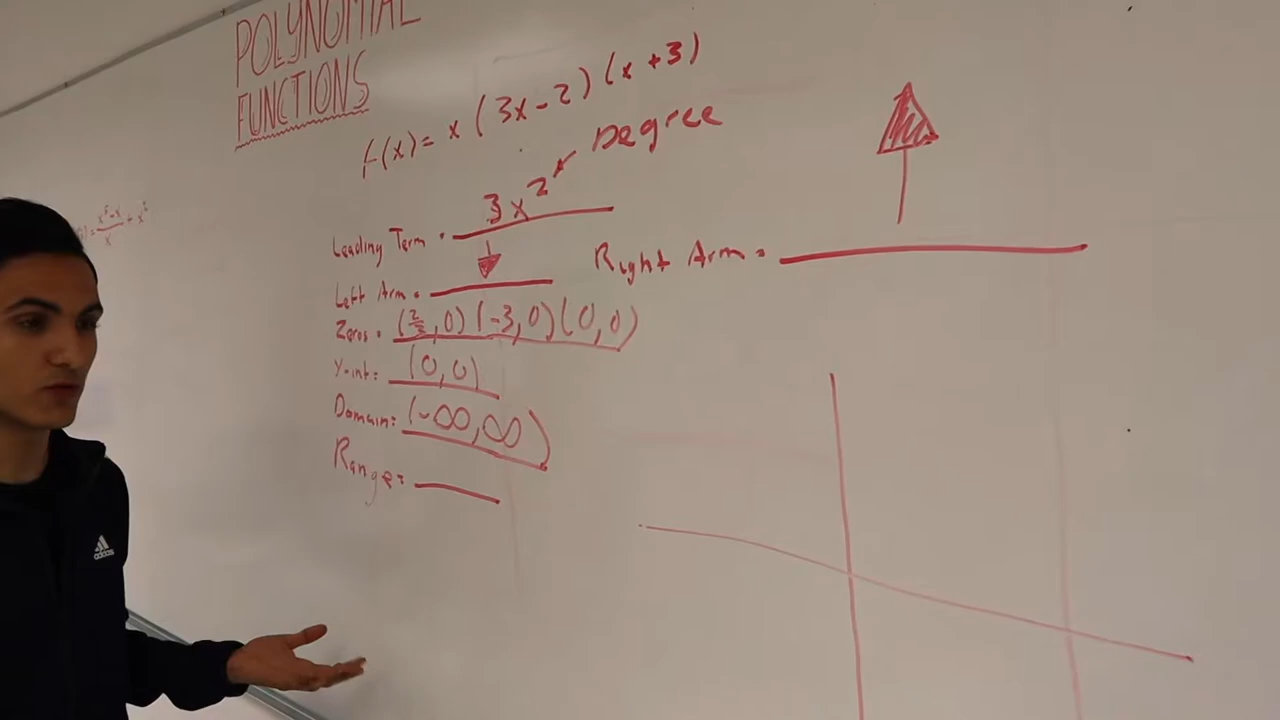 POLYNOMIAL
FUNCTIONS
f(x)= x(3x-2)(x+3)
Degree
Leading Term = 3x²
Left Arm = Right Arm =
Zeros = (2/3, 0) (-3, 0) (0, 0)
Y-int: (0, 0)
Domain: (-∞, ∞)
Range:
adidas